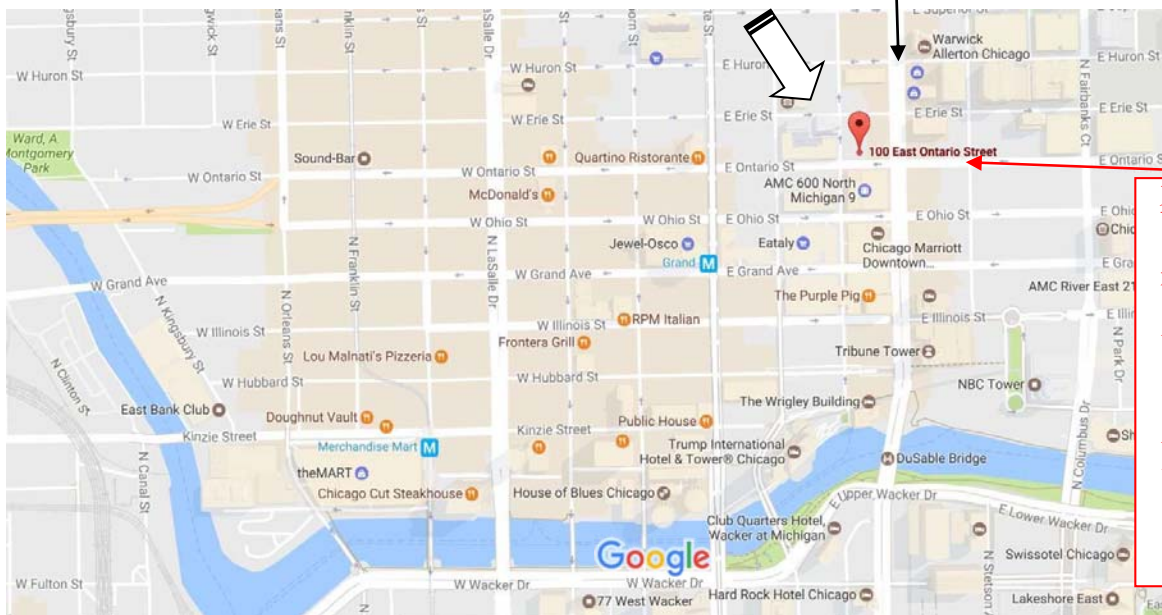 E Superior St
Warwick
Allerton Chicago
W Huron St
W Huron St
E Huron St
E Huron St
N Fairbanks Ct
W Erie St
W Erie St
E Erie St
E Erie St
Ward, A
Montgomery
Park
Sound-Bar
Quartino Ristorante
100 East Ontario Street
W Ontario St
W Ontario St
E Ontario St
E Ontario S
McDonald's
AMC 600 North
Michigan 9
W Ohio St
W Ohio St
E Ohio St
E Ohio
Chic
Jewel-Osco
Eataly
Chicago Marriott
Downtown...
Grand
M
W Grand Ave
W Grand Ave
E Grand Ave
E Gra
AMC River East 21
The Purple Pig
N Kingsbury St
N Orleans St
N Franklin St
N LaSalle Dr
LaSalle Dr
W Illinois St
RPM Italian
E Illinois St
E Illin
Frontera Grill
Lou Malnati's Pizzeria
Tribune Tower
N Park Dr
W Hubbard St
W Hubbard St
NBC Tower
N Clinton St
East Bank Club
Doughnut Vault
The Wrigley Building
Public House
Kinzie Street
Kinzie Street
Merchandise Mart
M
Trump International
Hotel & Tower® Chicago
N Columbus Dr
Sh
DuSable Bridge
N Canal St
theMART
Chicago Cut Steakhouse
House of Blues Chicago
E Upper Wacker Dr
E Lower Wacker Dr
Club Quarters Hotel,
Wacker at Michigan
Google
Swissotel Chicago
N Stetson A
W Fulton St
W Wacker Dr
W Wacker Dr
77 West Wacker
Hard Rock Hotel Chicago
Lakeshore East